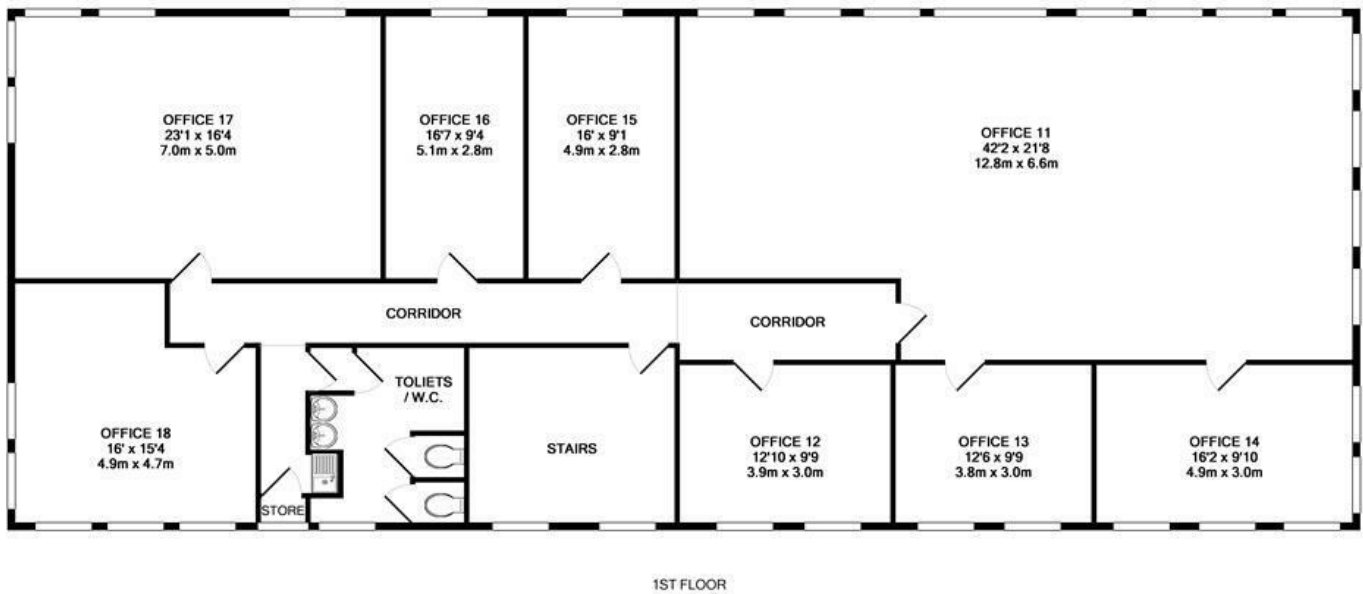 OFFICE 17
23'1 x 16'4
7.0m x 5.0m
OFFICE 16
16'7 x 9'4
5.1m x 2.8m
OFFICE 15
16' x 9'1
4.9m x 2.8m
OFFICE 11
42'2 x 21'8
12.8m x 6.6m
CORRIDOR
CORRIDOR
TOLIETS
/ W.C.
OFFICE 18
16' x 15'4
4.9m x 4.7m
STORE
STAIRS
OFFICE 12
12'10 x 9'9
3.9m x 3.0m
OFFICE 13
12'6 x 9'9
3.8m x 3.0m
OFFICE 14
16'2 x 9'10
4.9m x 3.0m
1ST FLOOR